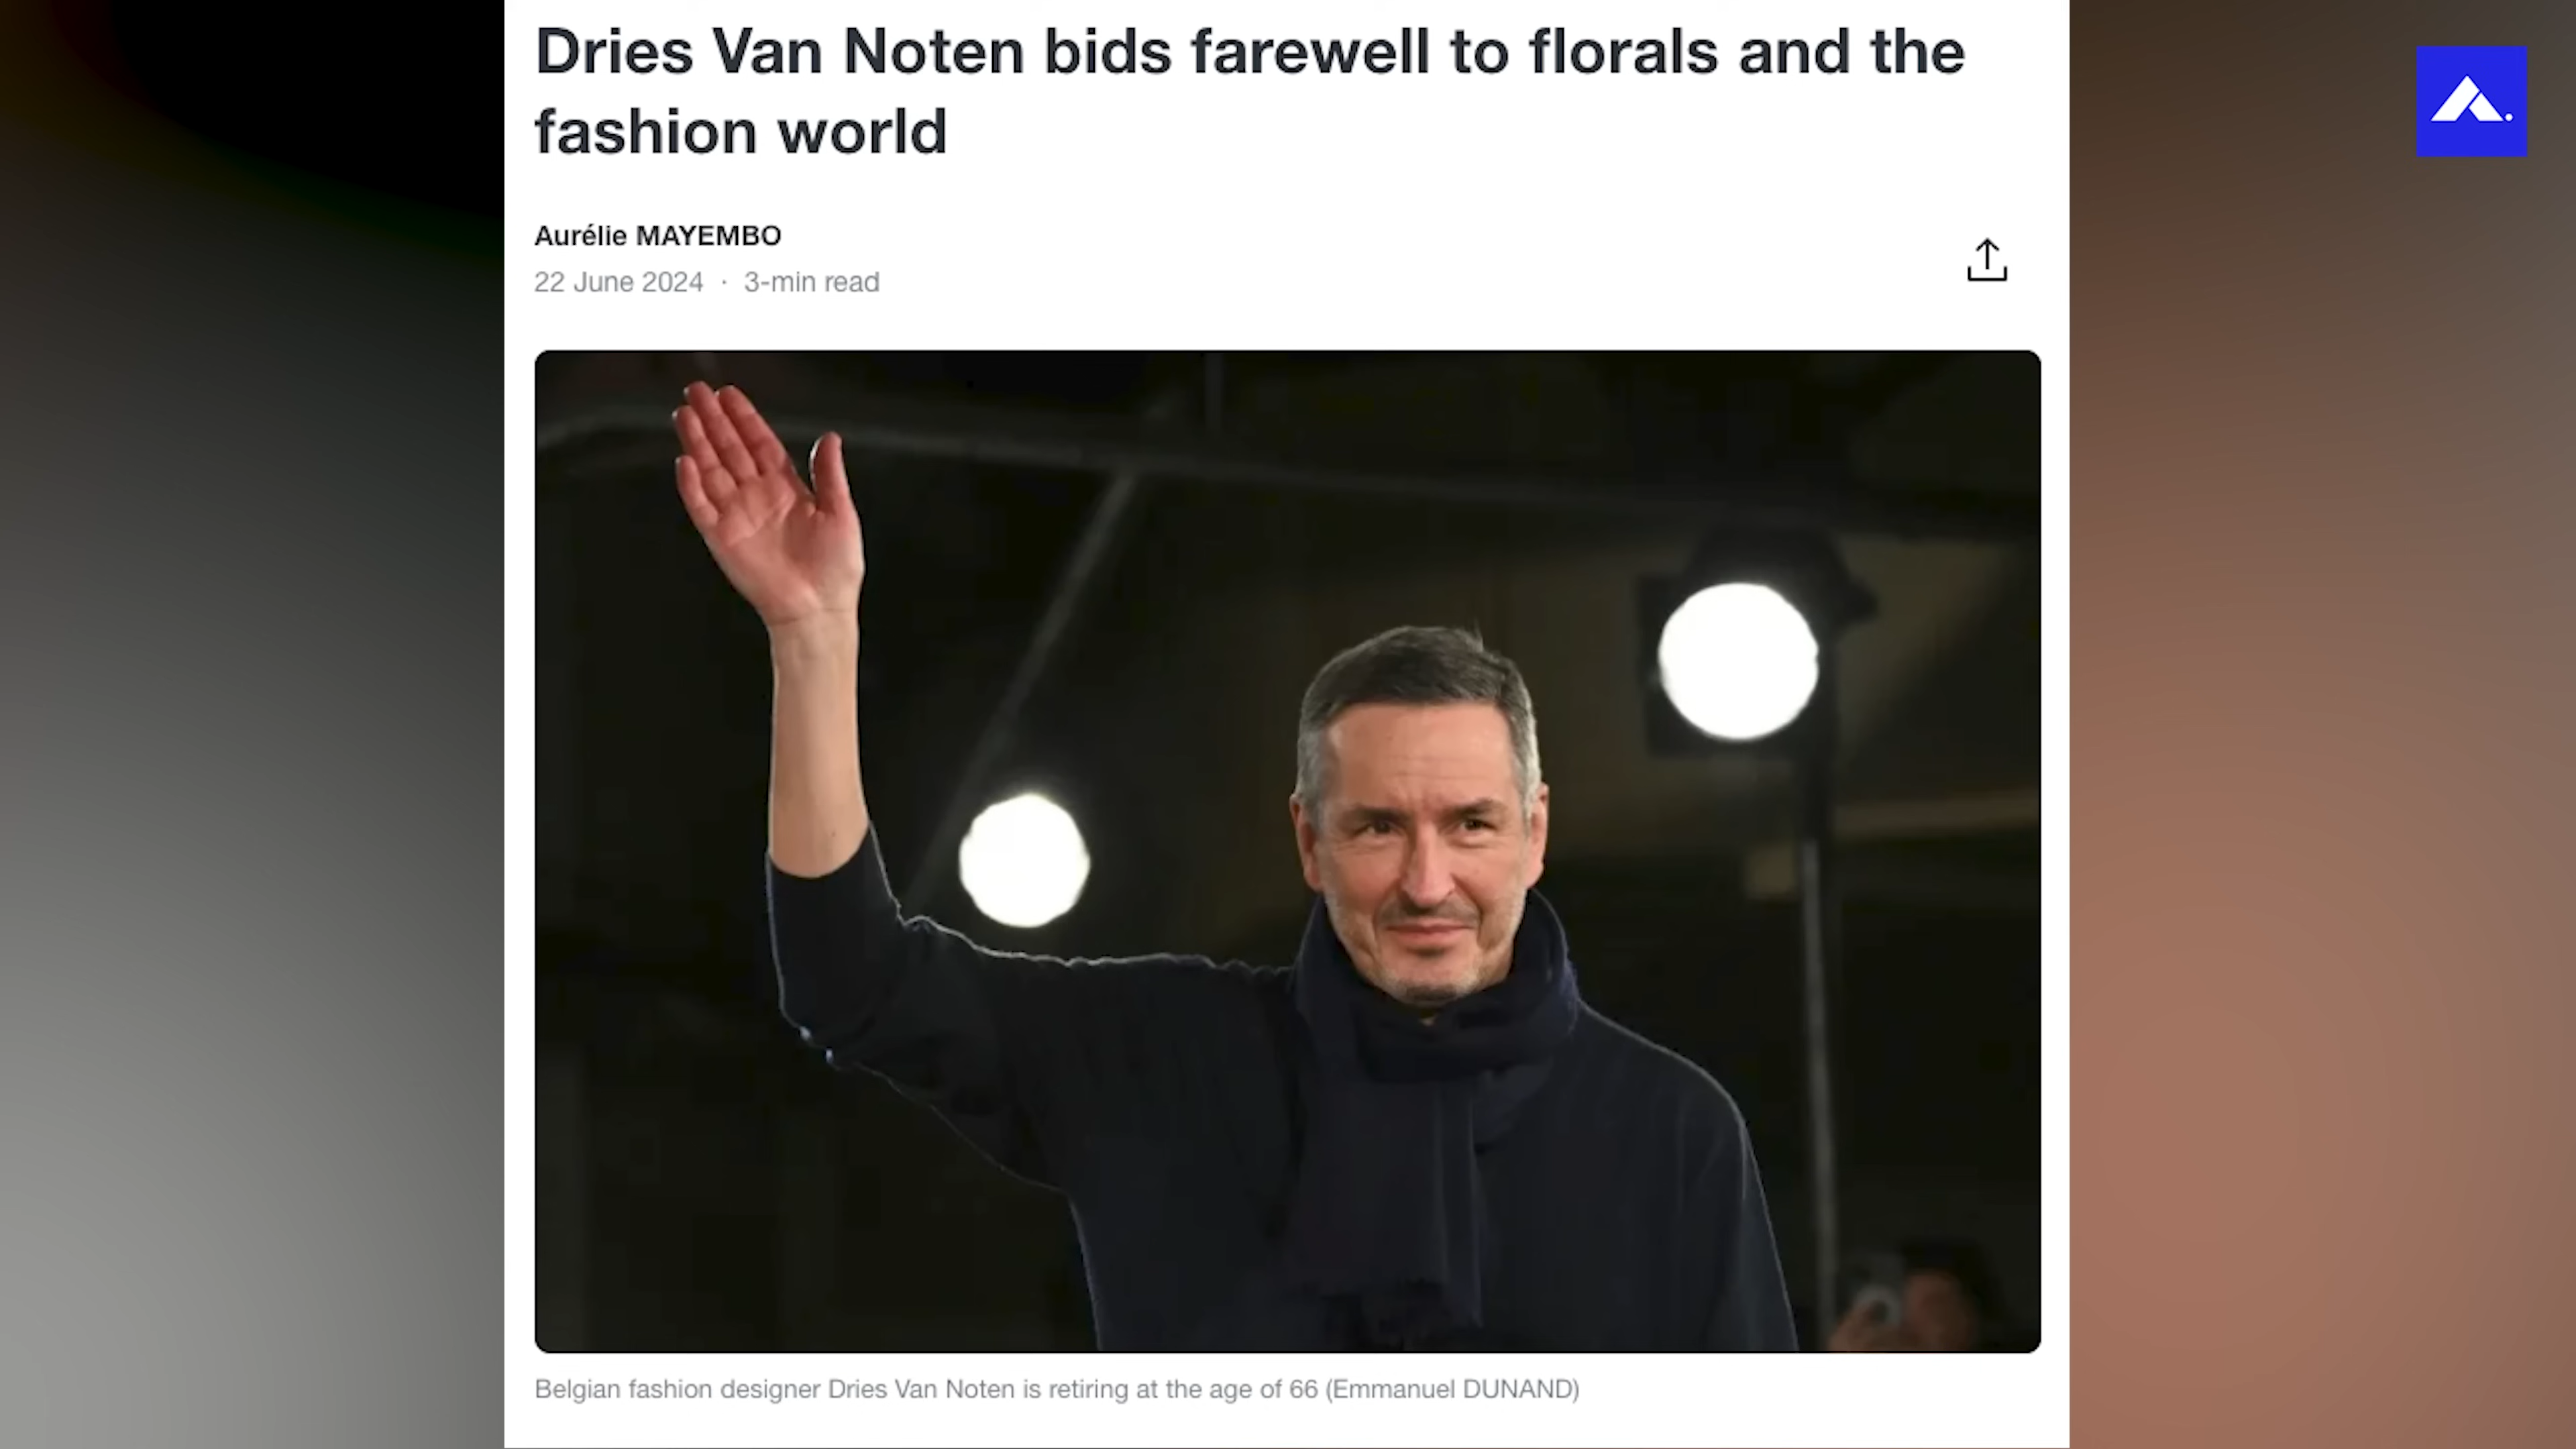 Dries Van Noten bids farewell to florals and the
fashion world
Aurélie MAYEMBO
22 June 2024 · 3-min read
Belgian fashion designer Dries Van Noten is retiring at the age of 66 (Emmanuel DUNAND)